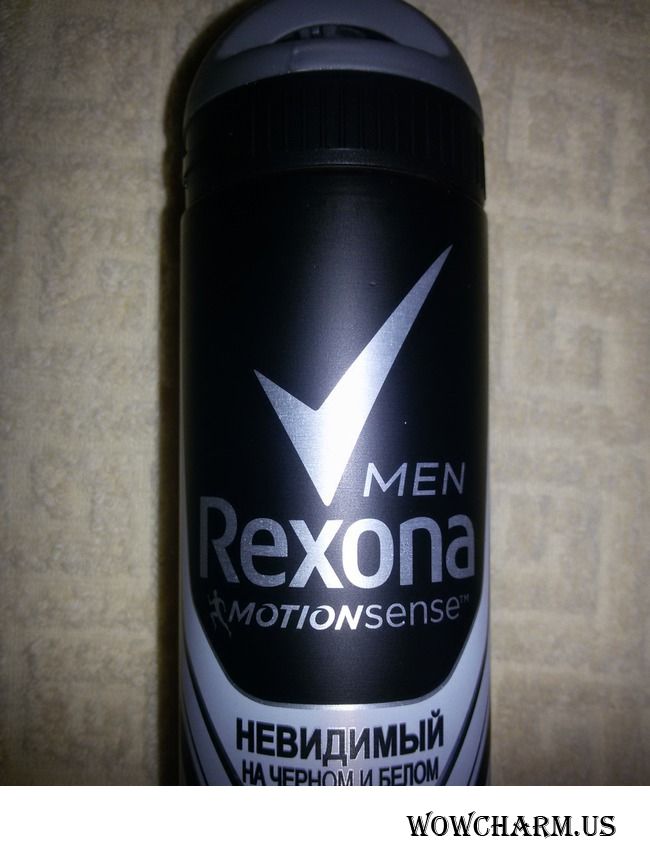 MEN
Rexona
MOTIONsense™
НЕВИДИМЫЙ
НА ЧЕРНОМ И БЕЛОМ
WOWCHARM.US